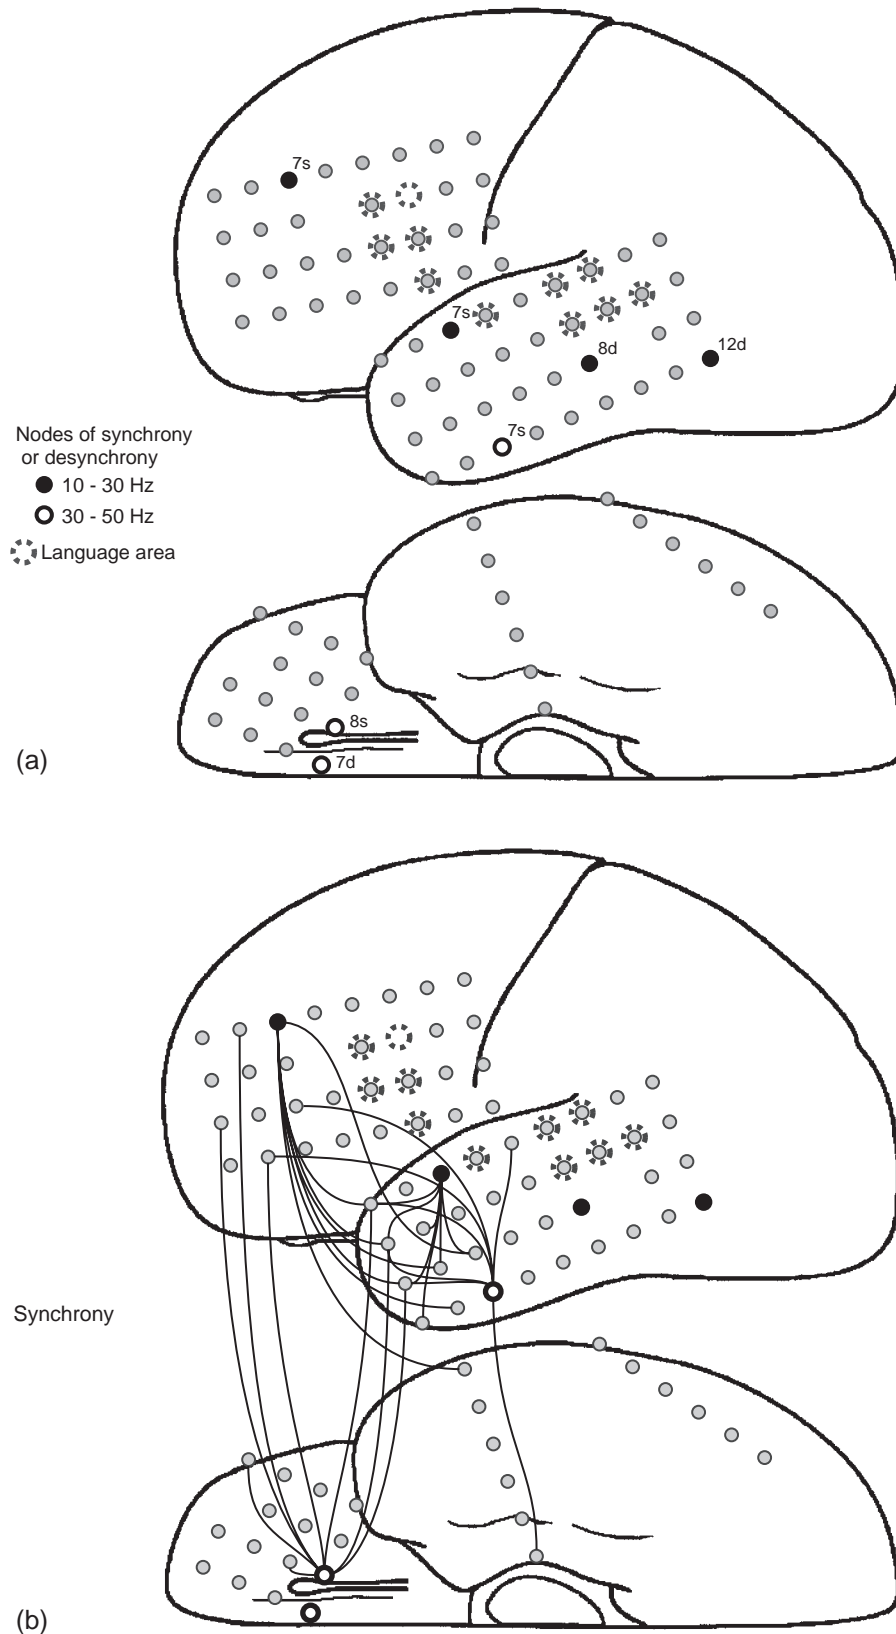 7s
7s
8d
12d
7s
Nodes of synchrony
or desynchrony
10 - 30 Hz
30 - 50 Hz
Language area
8s
7d
(a)
Synchrony
(b)